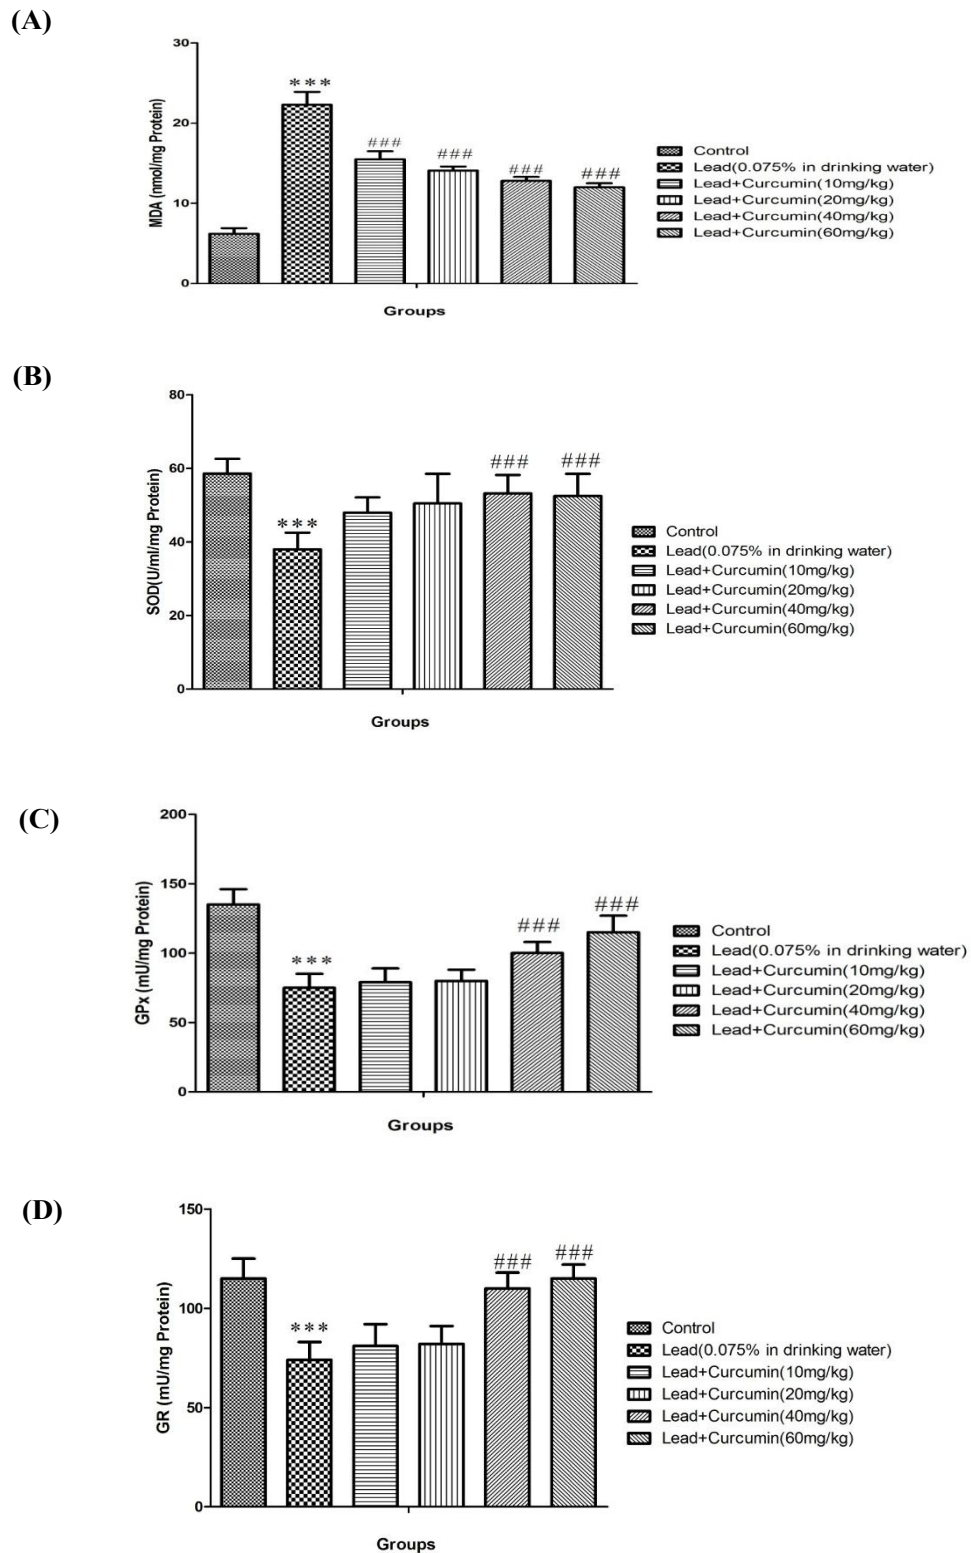 (A)
30
20
10
0
MDA (nmol/mg Protein)
***
###
###
###
###
Groups
Control
Lead(0.075% in drinking water)
Lead+Curcumin(10mg/kg)
Lead+Curcumin(20mg/kg)
Lead+Curcumin(40mg/kg)
Lead+Curcumin(60mg/kg)
(B)
80
60
40
20
0
SOD(U/ml/mg Protein)
***
###
###
Groups
Control
Lead(0.075% in drinking water)
Lead+Curcumin(10mg/kg)
Lead+Curcumin(20mg/kg)
Lead+Curcumin(40mg/kg)
Lead+Curcumin(60mg/kg)
(C)
200
150
100
50
0
GPx (mU/mg Protein)
***
###
###
Groups
Control
Lead(0.075% in drinking water)
Lead+Curcumin(10mg/kg)
Lead+Curcumin(20mg/kg)
Lead+Curcumin(40mg/kg)
Lead+Curcumin(60mg/kg)
(D)
150
100
50
0
GR (mU/mg Protein)
***
###
###
Groups
Control
Lead(0.075% in drinking water)
Lead+Curcumin(10mg/kg)
Lead+Curcumin(20mg/kg)
Lead+Curcumin(40mg/kg)
Lead+Curcumin(60mg/kg)